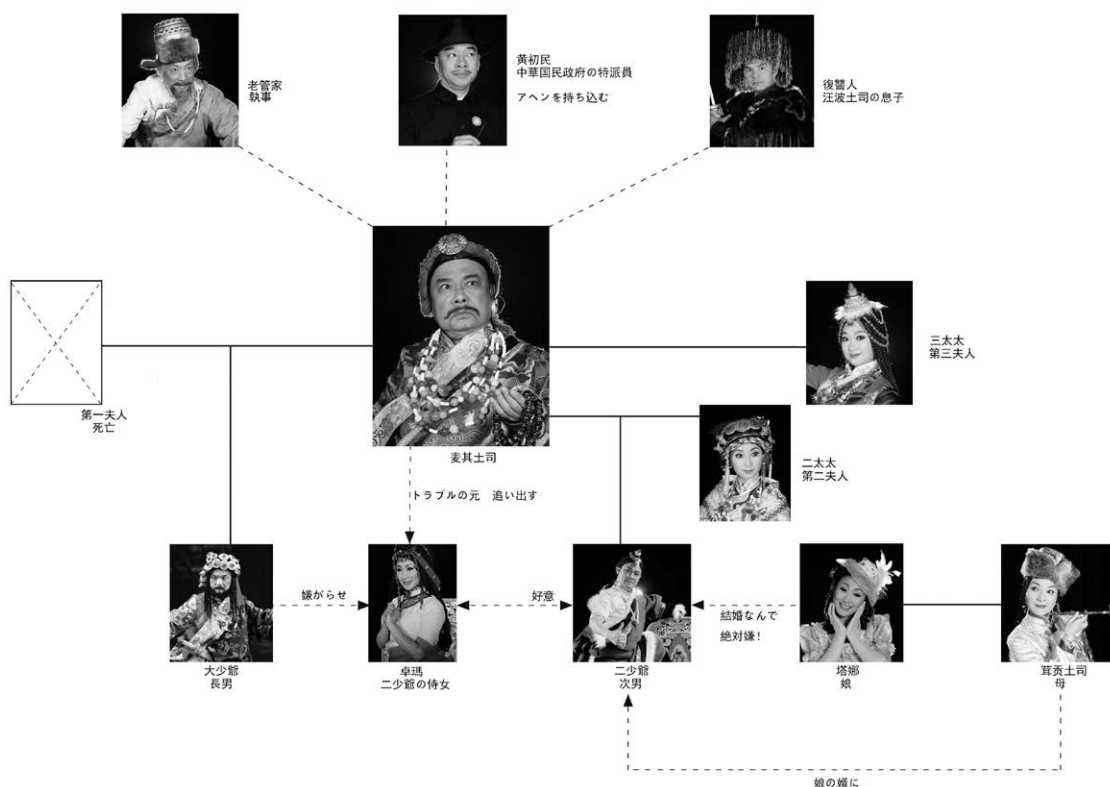 老管家
執事
黄初民
中華国民政府の特派員
アヘンを持ち込む
復讐人
汪波土司の息子
第一夫人
死亡
麦其土司
三太太
第三夫人
二太太
第二夫人
トラブルの元　追い出す
大少爺
長男
嫌がらせ
卓瑪
二少爺の侍女
好意
二少爺
次男
結婚なんで
絶対嫌！
塔娜
娘
茸贡土司
母
娘の婿に